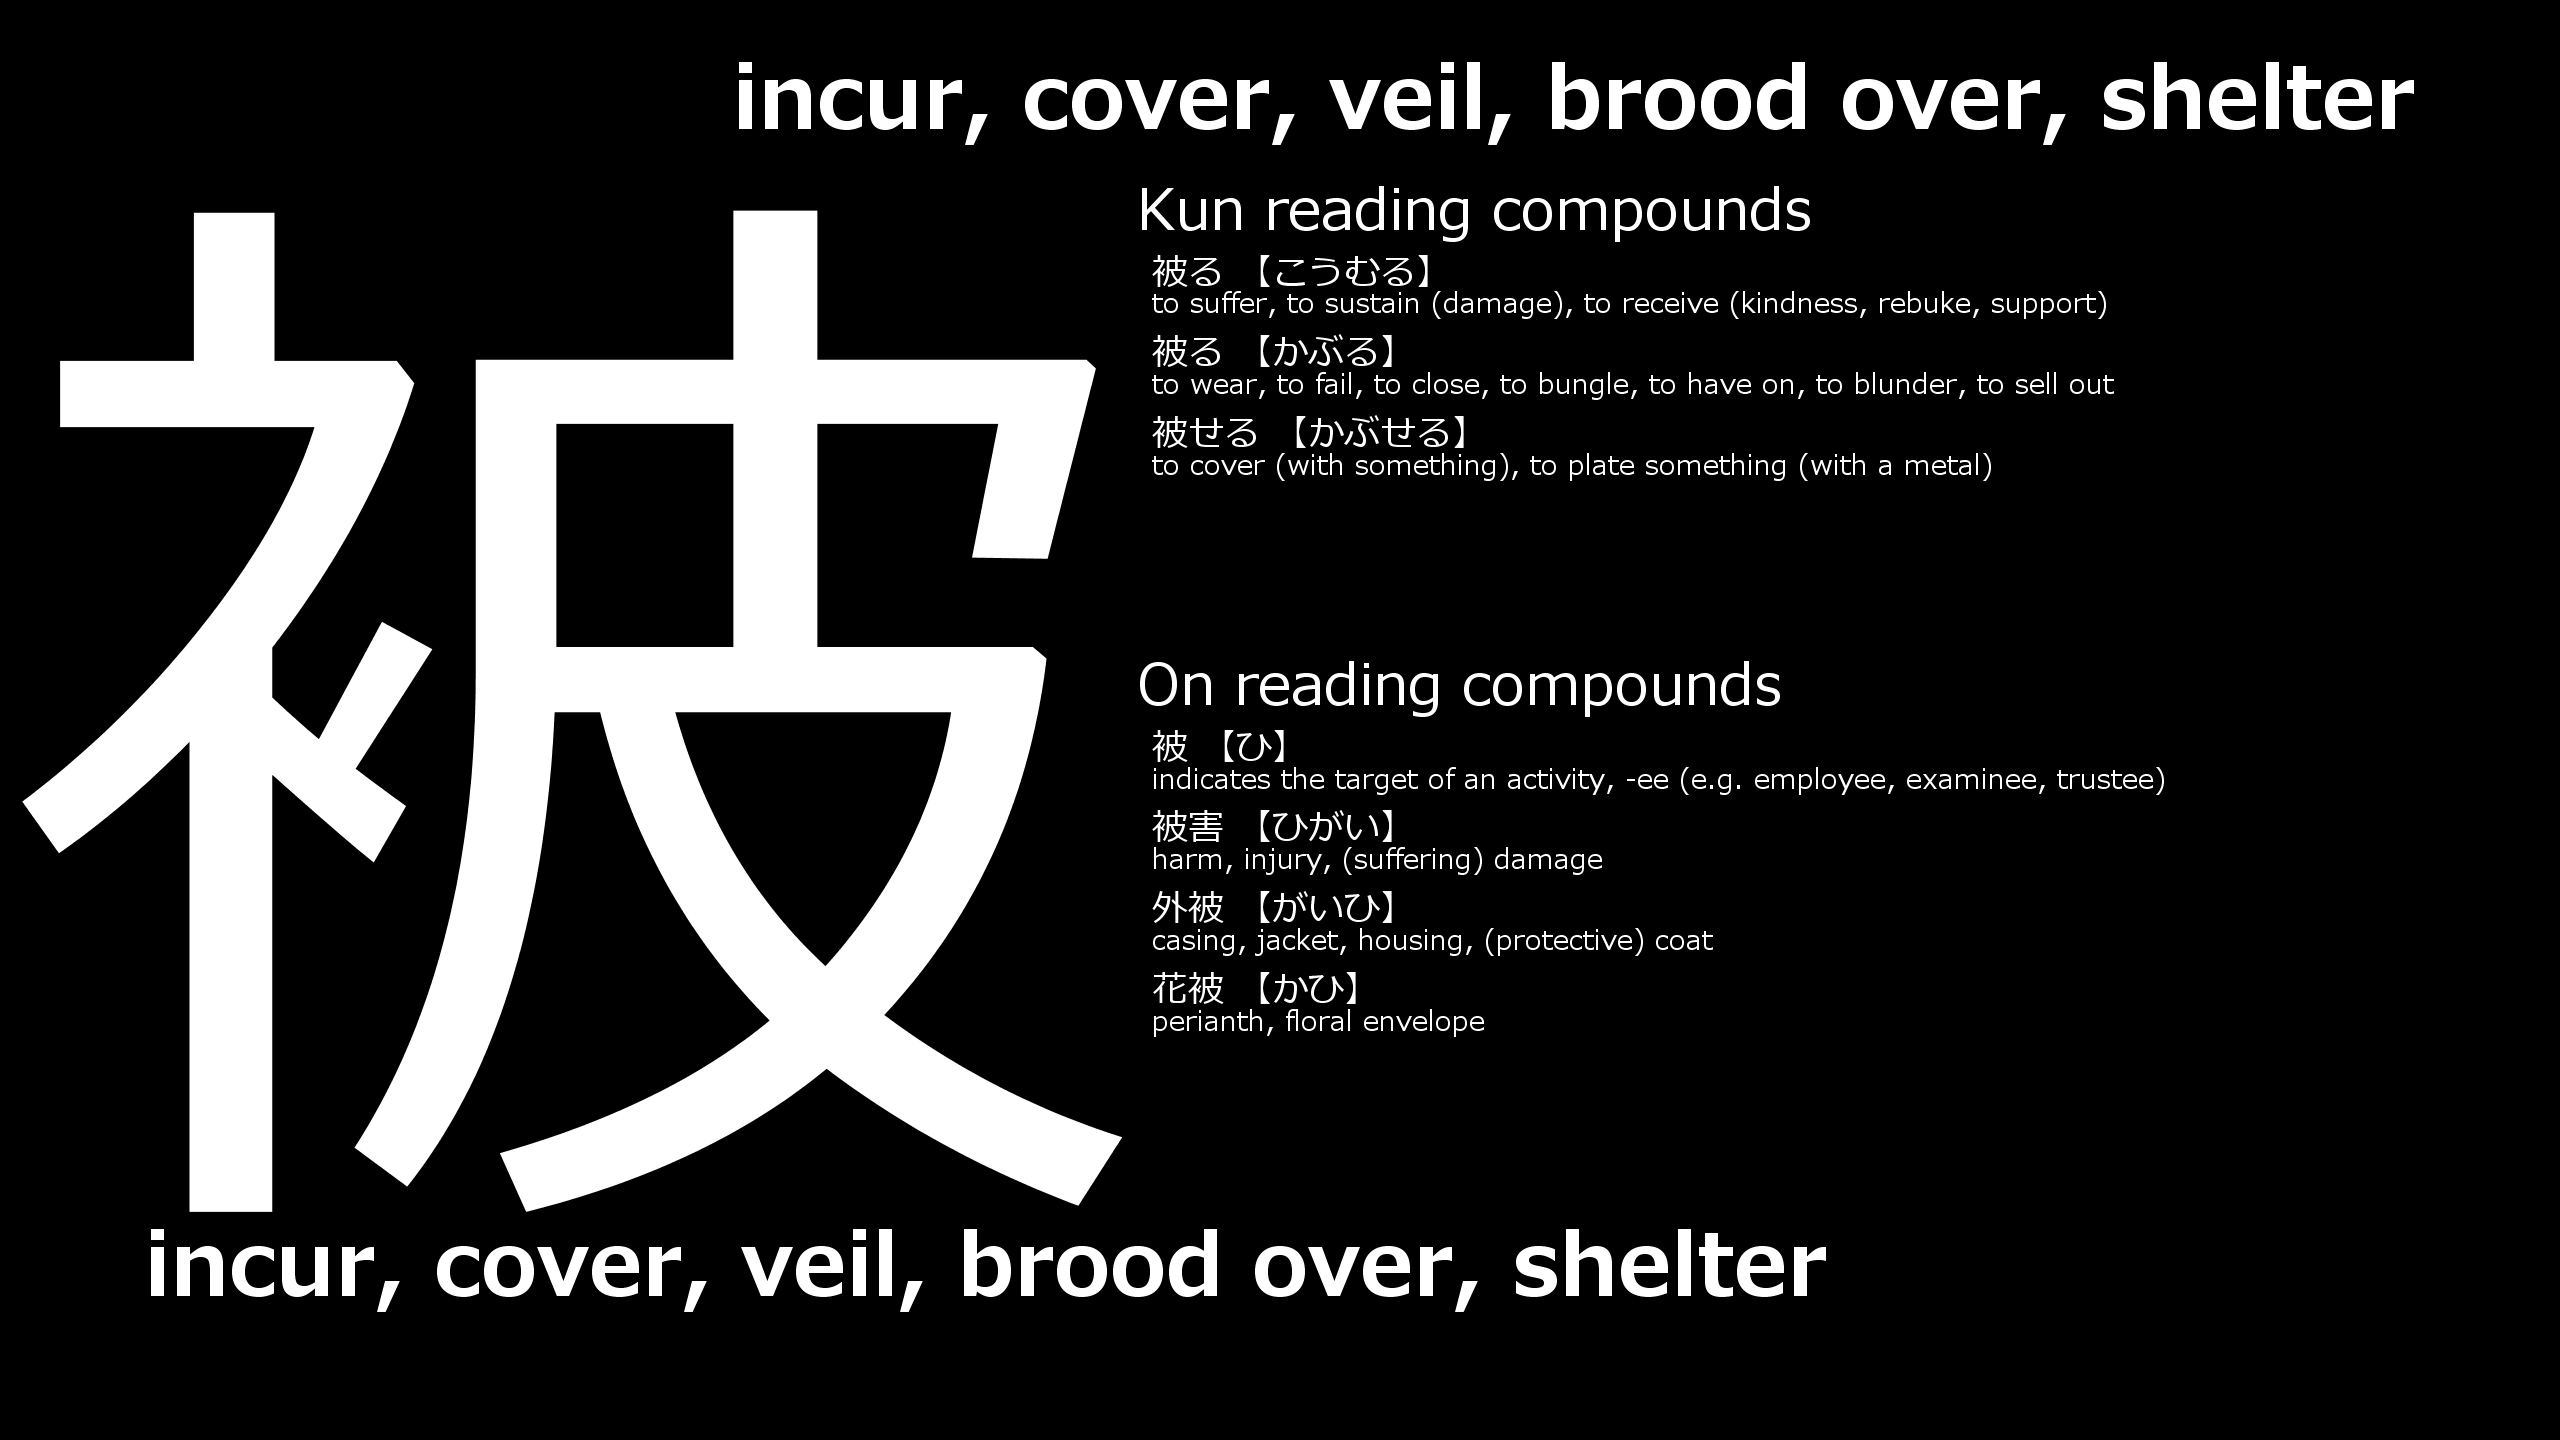 incur, cover, veil, brood over, shelter
被
Kun reading compounds
被る 【こうむる】
to suffer, to sustain (damage), to receive (kindness, rebuke, support)
被る 【かぶる】
to wear, to fail, to close, to bungle, to have on, to blunder, to sell out
被せる 【かぶせる】
to cover (with something), to plate something (with a metal)
On reading compounds
被 【ひ】
indicates the target of an activity, -ee (e.g. employee, examinee, trustee)
被害 【ひがい】
harm, injury, (suffering) damage
外被 【がいひ】
casing, jacket, housing, (protective) coat
花被 【かひ】
perianth, floral envelope
incur, cover, veil, brood over, shelter